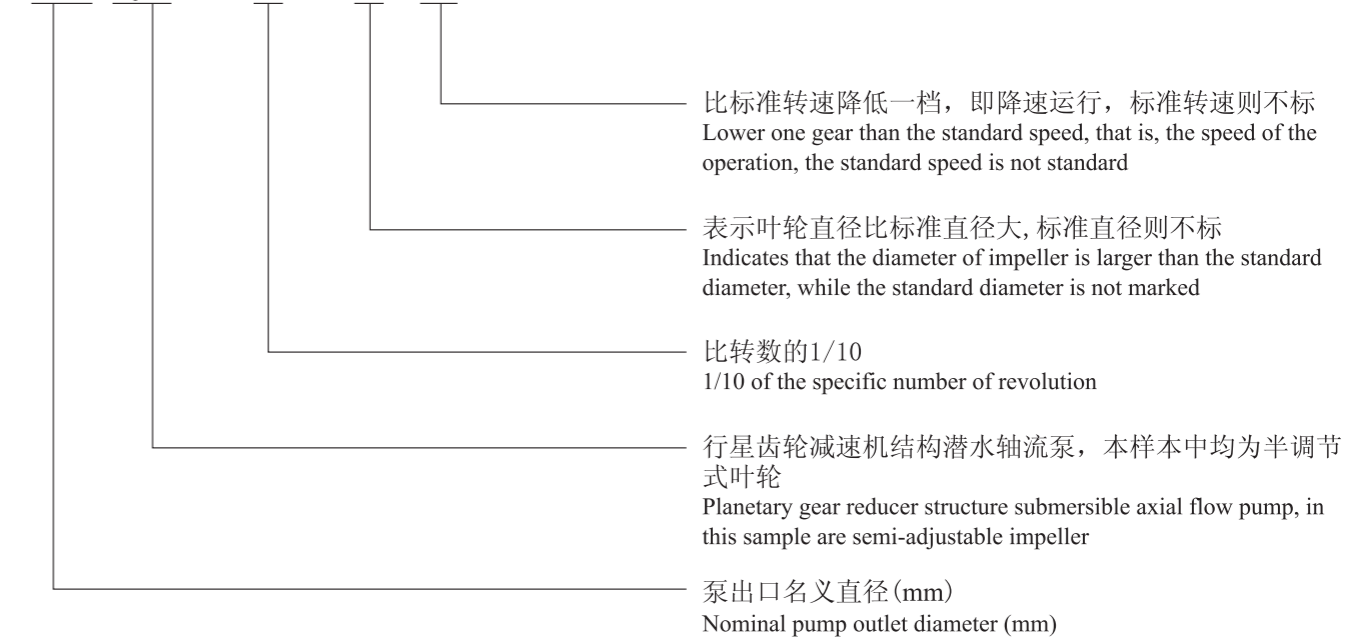 比标准转速降低一档，即降速运行，标准转速则不标
Lower one gear than the standard speed, that is, the speed of the
operation, the standard speed is not standard
表示叶轮直径比标准直径大,标准直径则不标
Indicates that the diameter of impeller is larger than the standard
diameter, while the standard diameter is not marked
比转数的1/10
1/10 of the specific number of revolution
行星齿轮减速机结构潜水轴流泵，本样本中均为半调节
式叶轮
Planetary gear reducer structure submersible axial flow pump, in
this sample are semi-adjustable impeller
泵出口名义直径(mm)
Nominal pump outlet diameter (mm)